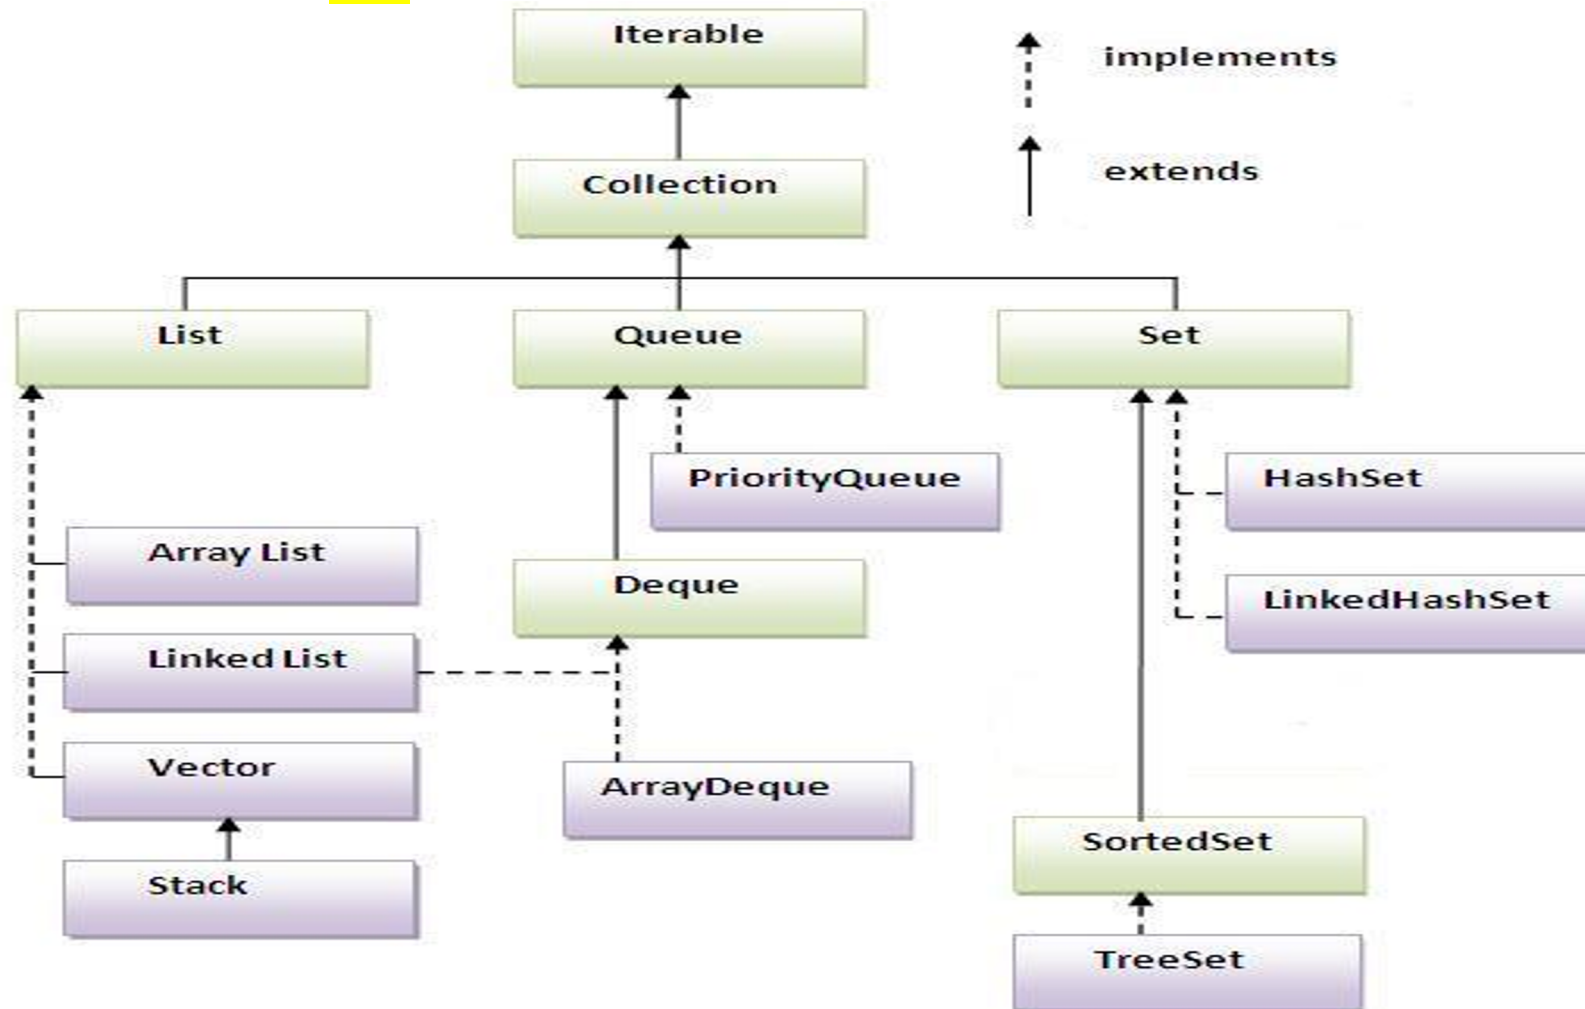 Iterable
implements
Collection
extends
List
Queue
Set
PriorityQueue
HashSet
Array List
Deque
LinkedHashSet
Linked List
Vector
ArrayDeque
SortedSet
Stack
TreeSet